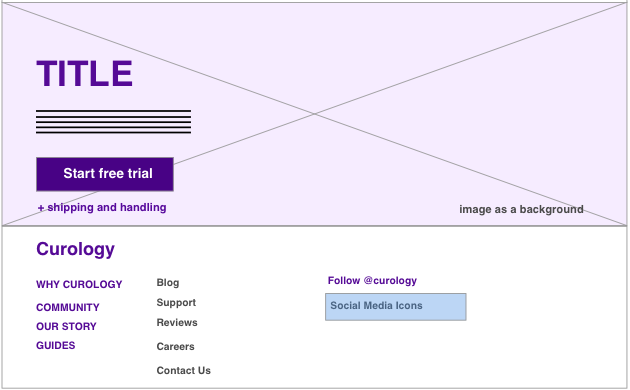 TITLE
Start free trial
+ shipping and handling
image as a background
Curology
WHY CUROLOGY
COMMUNITY
OUR STORY
GUIDES
Blog
Support
Reviews
Careers
Contact Us
Follow @curology
Social Media Icons